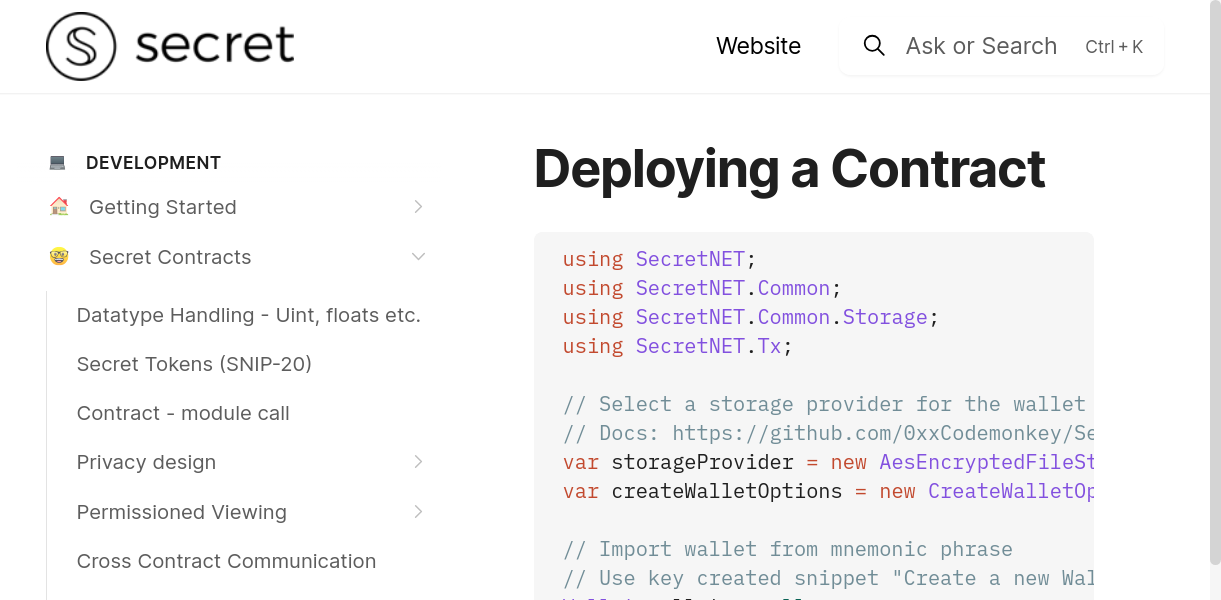 secret
Website
Ask or Search
Ctrl + K
DEVELOPMENT
Getting Started
Secret Contracts
Datatype Handling - Uint, floats etc.
Secret Tokens (SNIP-20)
Contract - module call
Privacy design
Permissioned Viewing
Cross Contract Communication
Deploying a Contract
using SecretNET;
using SecretNET.Common;
using SecretNET.Common.Storage;
using SecretNET.Tx;
// Select a storage provider for the wallet
// Docs: https://github.com/0xxCodemonkey/Se
var storageProvider = new AesEncryptedFileSt
var createWalletOptions = new CreateWalletOp
// Import wallet from mnemonic phrase
// Use key created snippet "Create a new Wal